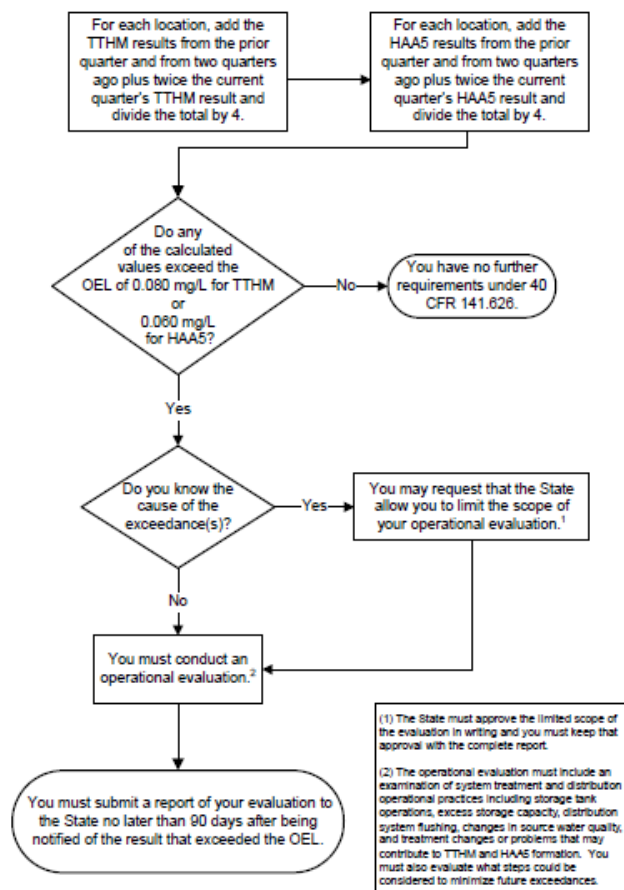 For each location, add the
TTHM results from the prior
quarter and from two quarters
ago plus twice the current
quarter's TTHM result and
divide the total by 4.
For each location, add the
HAA5 results from the prior
quarter and from two quarters
ago plus twice the current
quarter's HAA5 result and
divide the total by 4.
Do any
of the calculated
values exceed the
OEL of 0.080 mg/L for TTHM
or
0.060 mg/L
for HAA5?
No
You have no further
requirements under 40
CFR 141.626.
Yes
Do you know the
cause of the
exceedance(s)?
Yes
You may request that the State
allow you to limit the scope of
your operational evaluation.¹
No
You must conduct an
operational evaluation.²
You must submit a report of your evaluation to
the State no later than 90 days after being
notified of the result that exceeded the OEL.
(1) The State must approve the limited scope of
the evaluation in writing and you must keep that
approval with the complete report.
(2) The operational evaluation must include an
examination of system treatment and distribution
operational practices including storage tank
operations, excess storage capacity, distribution
system flushing, changes in source water quality,
and treatment changes or problems that may
contribute to TTHM and HAA5 formation. You
must also evaluate what steps could be
considered to minimize future exceedances.